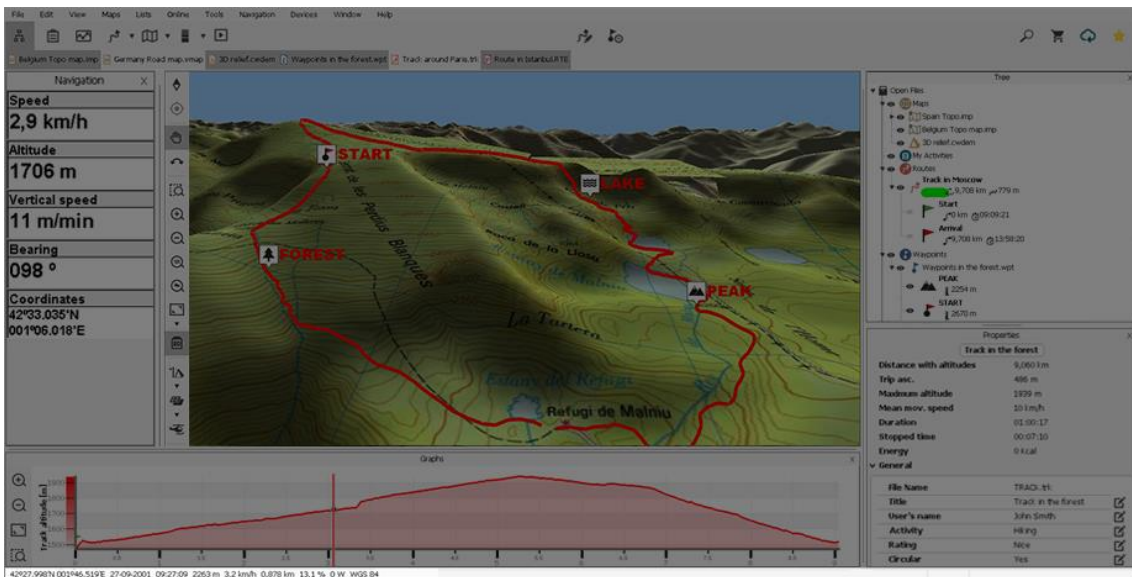 File Edit View Maps Lists Online Tools Navigation Devices Window Help
Belgium Topo map.imp Germany Road map.vmap 3D relief.cwdem Waypoints in the forest.wpt Track around Paris.trk Route in Istanbul.RTE
Navigation X
Speed
2,9 km/h
Altitude
1706 m
Vertical speed
11 m/min
Bearing
098 º
Coordinates
42º33.035'N
001º06.018'E
START
LAKE
FOREST
PEAK
La Tartera
Estany del Refugi
Refugi de Malniu
Tree
Open Files
Maps
Spain Topo.imp
Belgium Topo map.imp
3D relief.cwdem
My Activities
Routes
Track in Moscow
9,708 km 779 m
Start
0 km 09:09:21
Arrival
9,708 km 13:59:20
Waypoints
Waypoints in the forest.wpt
PEAK
2254 m
START
2670 m
Properties
Track in the forest
Distance with altitudes 9,060 km
Trip asc. 486 m
Maximum altitude 1939 m
Mean mov. speed 10 km/h
Duration 01:00:17
Stopped time 00:07:10
Energy 0 Kcal
General
File Name TRACK.trk
Title Track in the forest
User's name John Smith
Activity Hiking
Rating Nice
Circular Yes
Graphs
Track altitude [m]
42º27.998'N 001º46.519'E 27-09-2001 09:27:09 2263 m 3.2 km/h 0,878 km 13.1 % 0 W WGS 84